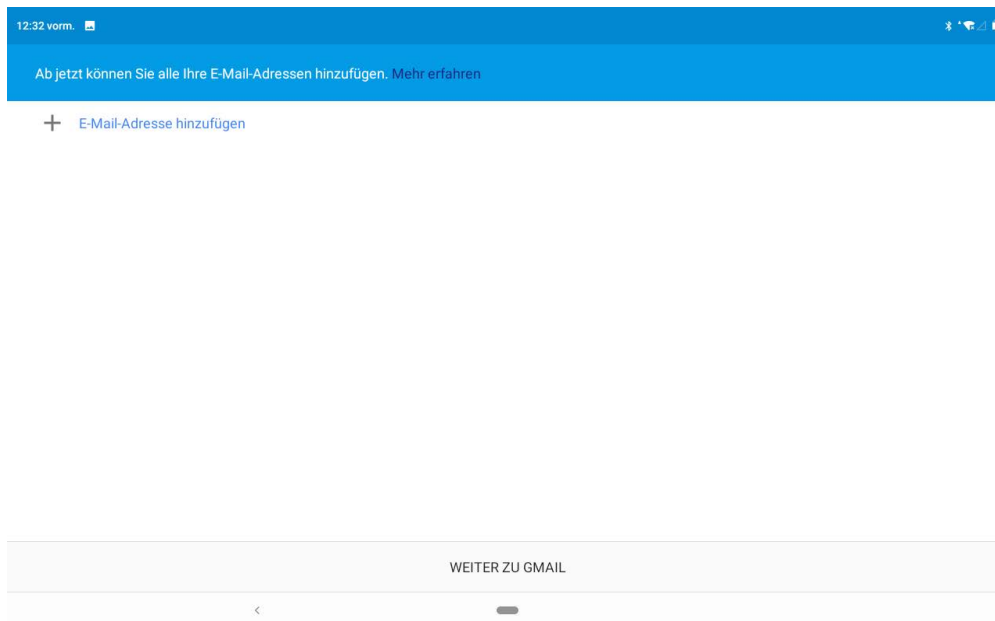 12:32 vorm.
Ab jetzt können Sie alle Ihre E-Mail-Adressen hinzufügen. Mehr erfahren
E-Mail-Adresse hinzufügen
WEITER ZU GMAIL